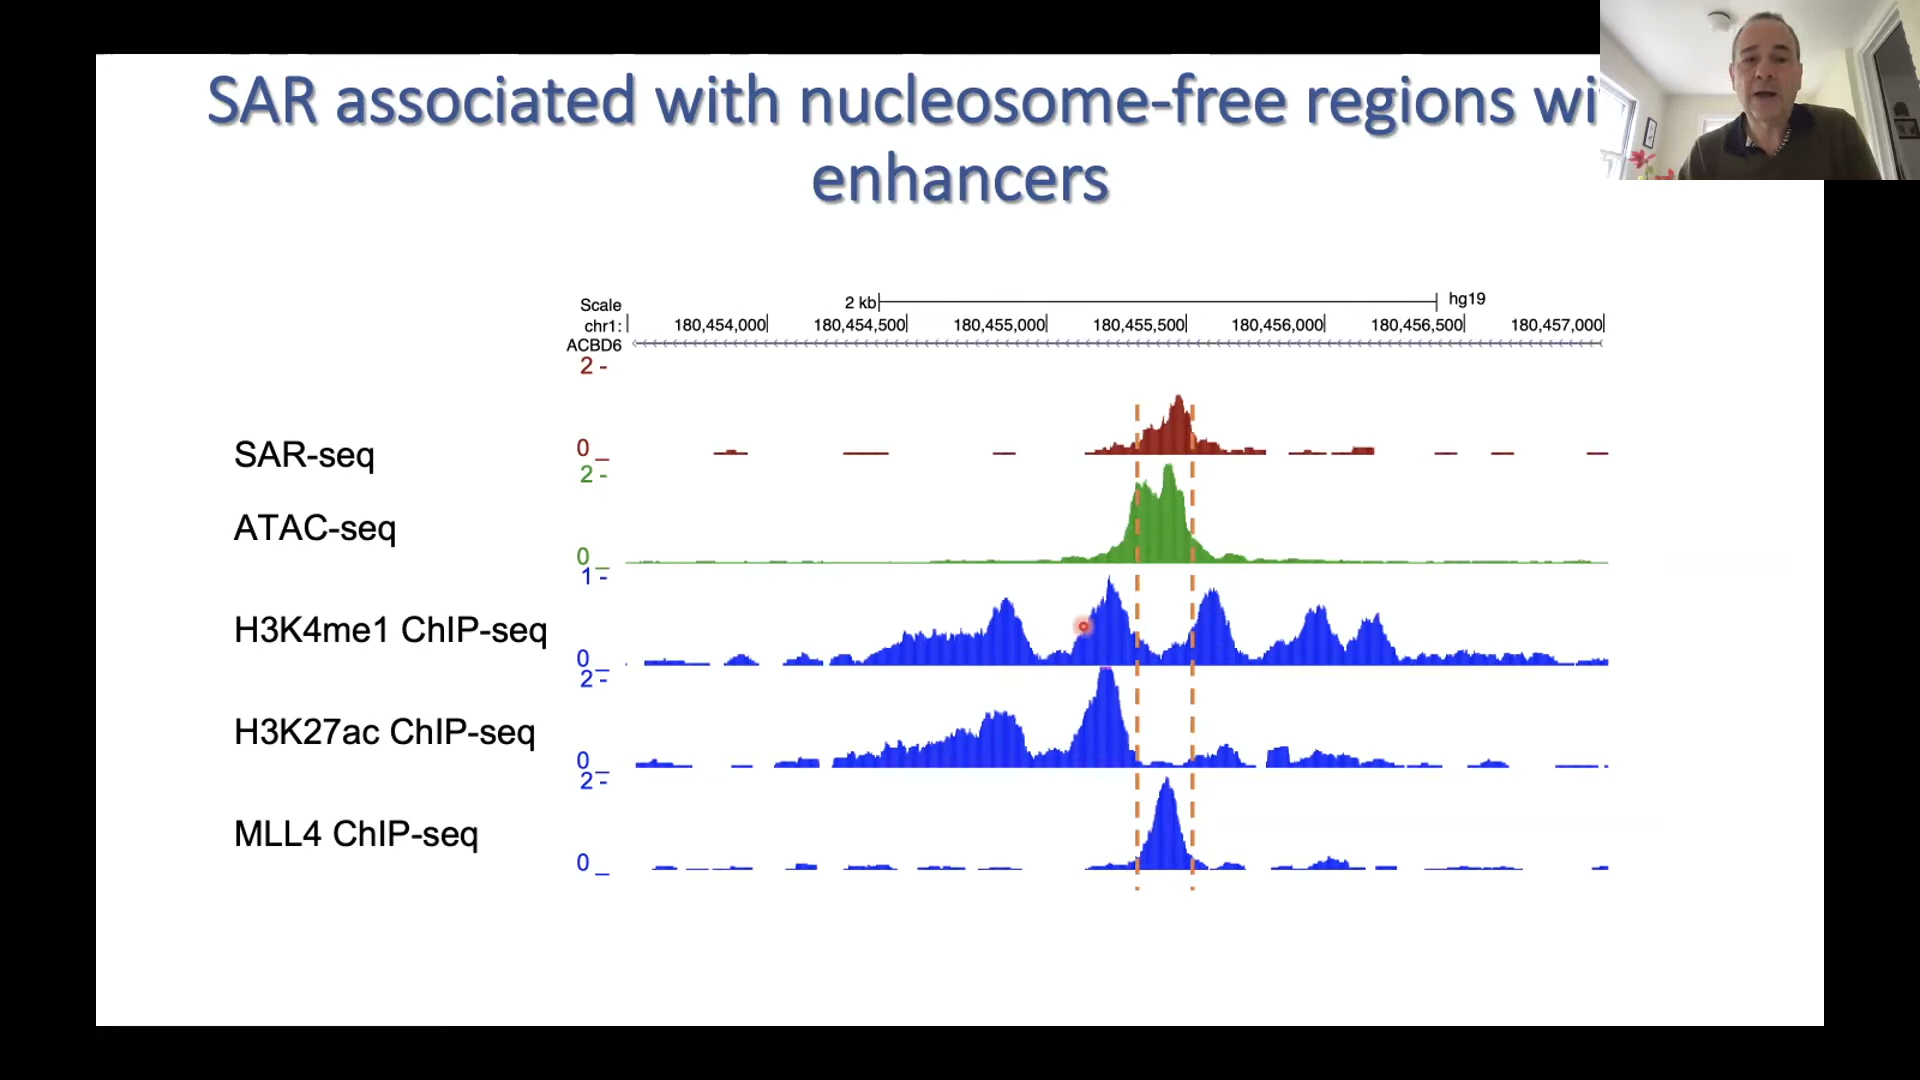 SAR associated with nucleosome-free regions wi
enhancers
Scale 2 kb hg19
chr1: 180,454,000 180,454,500 180,455,000 180,455,500 180,456,000 180,456,500 180,457,000
ACBD6
2 -
SAR-seq 0 _
2 -
ATAC-seq 0 _
1 -
H3K4me1 ChIP-seq 0 _
2 -
H3K27ac ChIP-seq 0 _
2 -
MLL4 ChIP-seq 0 _